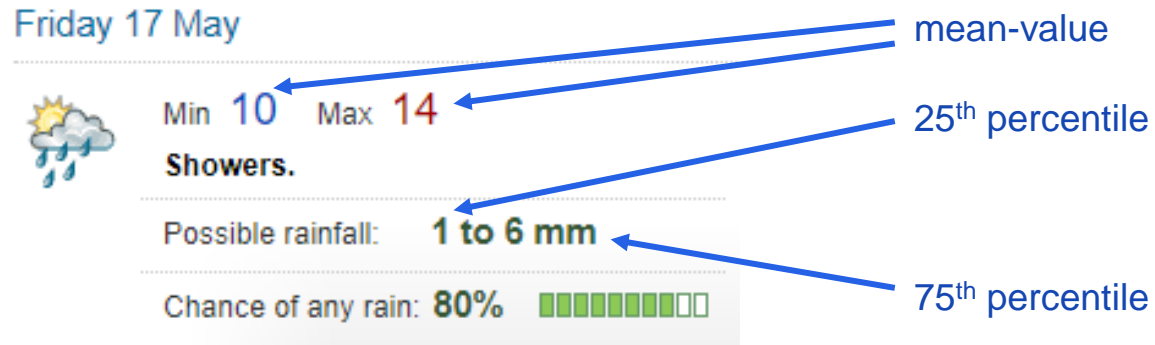 Friday 17 May
mean-value
Min 10 Max 14
25th percentile
Showers.
Possible rainfall: 1 to 6 mm
Chance of any rain: 80%
75th percentile